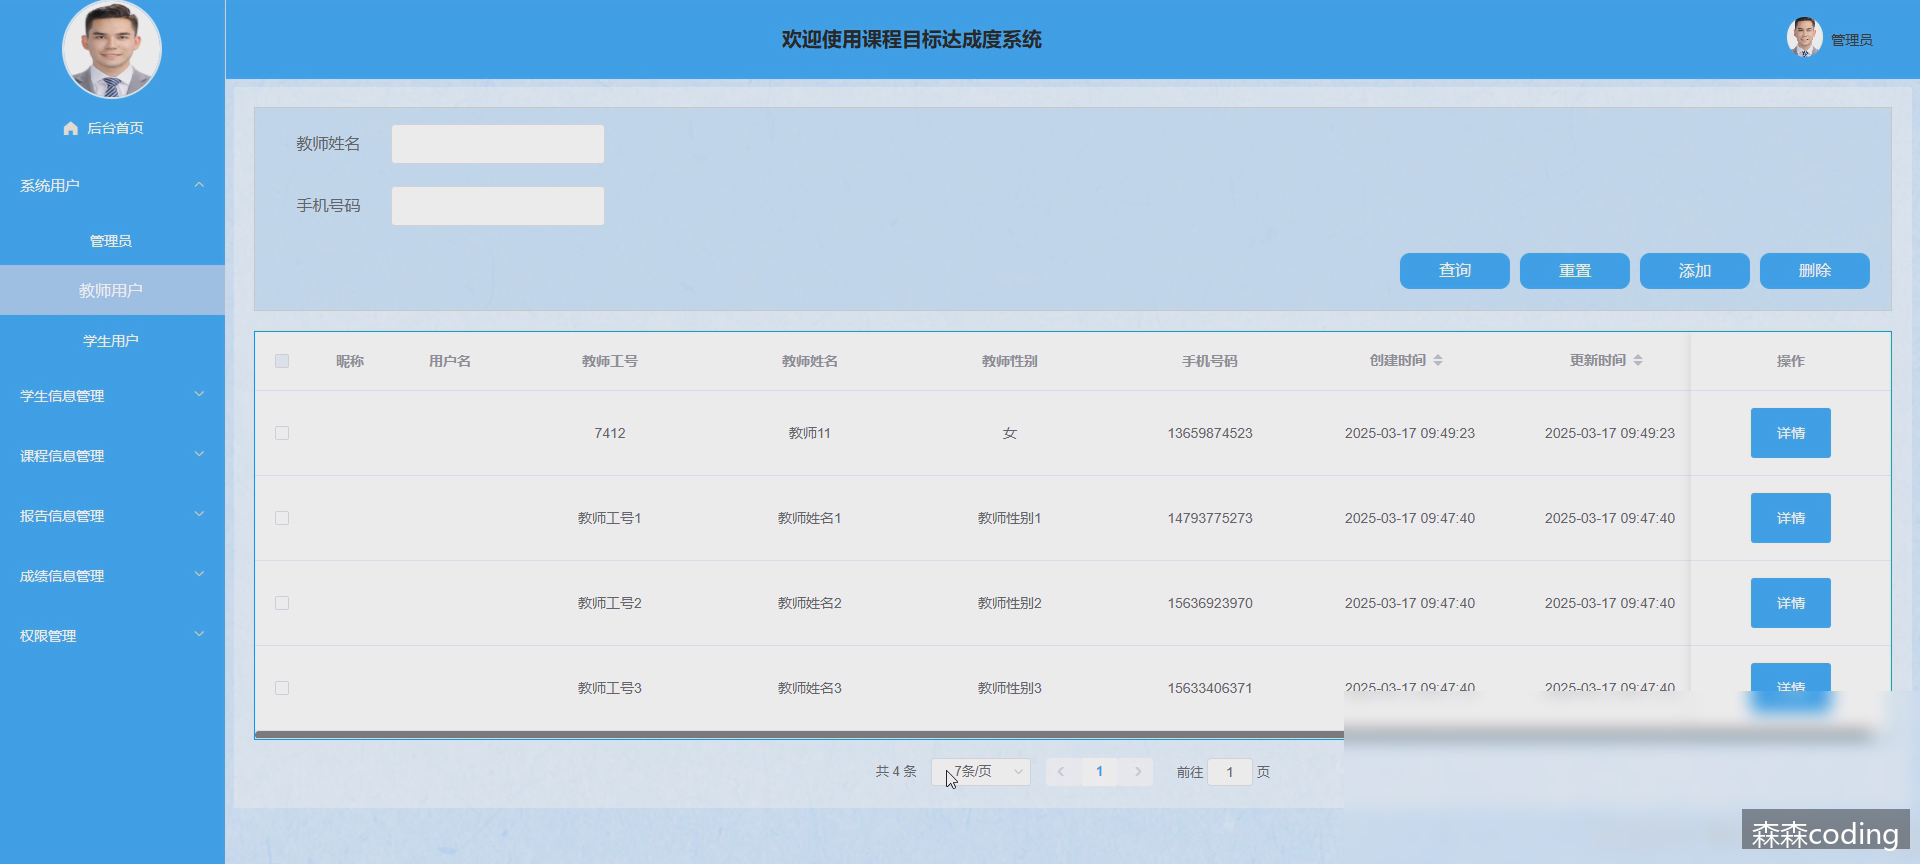 欢迎使用课程目标达成度系统
管理员
后台首页
系统用户
管理员
教师用户
学生用户
学生信息管理
课程信息管理
报告信息管理
成绩信息管理
权限管理
教师姓名
手机号码
查询 重置 添加 删除
昵称 用户名 教师工号 教师姓名 教师性别 手机号码 创建时间 更新时间 操作
7412 教师11 女 13659874523 2025-03-17 09:49:23 2025-03-17 09:49:23 详情
教师工号1 教师姓名1 教师性别1 14793775273 2025-03-17 09:47:40 2025-03-17 09:47:40 详情
教师工号2 教师姓名2 教师性别2 15636923970 2025-03-17 09:47:40 2025-03-17 09:47:40 详情
教师工号3 教师姓名3 教师性别3 15633406371 2025-03-17 09:47:40 2025-03-17 09:47:40 详情
共 4 条 7条/页 1 前往 1 页
森森coding